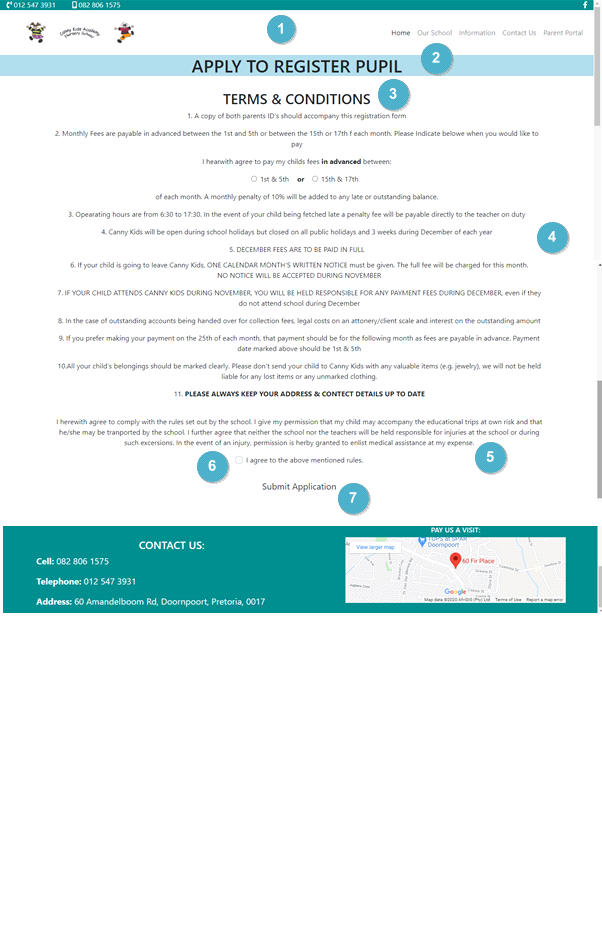 012 547 3931 082 806 1575
Canny Kids Academy
Nursery School
1
Home Our School Information Contact Us Parent Portal
2
APPLY TO REGISTER PUPIL
3
TERMS & CONDITIONS
1. A copy of both parents ID's should accompany this registration form
2. Monthly Fees are payable in advanced between the 1st and 5th or between the 15th or 17th f each month. Please Indicate belowe when you would like to
pay
I hearwith agree to pay my childs fees in advanced between:
1st & 5th or 15th & 17th
of each month. A monthly penalty of 10% will be added to any late or outstanding balance.
3. Opearating hours are from 6:30 to 17:30. In the event of your child being fetched late a penalty fee will be payable directly to the teacher on duty
4. Canny Kids will be open during school holidays but closed on all public holidays and 3 weeks during December of each year
4
5. DECEMBER FEES ARE TO BE PAID IN FULL
6. If your child is going to leave Canny Kids, ONE CALENDAR MONTH'S WRITTEN NOTICE must be given. The full fee will be charged for this month.
NO NOTICE WILL BE ACCEPTED DURING NOVEMBER
7. IF YOUR CHILD ATTENDS CANNY KIDS DURING NOVEMBER, YOU WILL BE HELD RESPONSIBLE FOR ANY PAYMENT FEES DURING DECEMBER, even if they
do not attend school during December
8. In the case of outstanding accounts being handed over for collection fees, legal costs on an attonery/client scale and interest on the outstanding amount
9. If you prefer making your payment on the 25th of each month, that payment should be for the following month as fees are payable in advance. Payment
date marked above should be 1st & 5th
10.All your child's belongings should be marked clearly. Please don't send your child to Canny Kids with any valuable items (e.g. jewelry), we will not be held
liable for any lost items or any unmarked clothing.
11. PLEASE ALWAYS KEEP YOUR ADDRESS & CONTECT DETAILS UP TO DATE
I herewith agree to comply with the rules set out by the school. I give my permission that my child may accompany the educational trips at own risk and that
he/she may be tranported by the school. I further agree that neither the school nor the teachers will be held responsible for injuries at the school or during
such excersions. In the event of an injury, permission is herby granted to enlist medical assistance at my expense.
5
6
I agree to the above mentioned rules.
Submit Application
7
CONTACT US:
Cell: 082 806 1575
Telephone: 012 547 3931
Address: 60 Amandelboom Rd, Doornpoort, Pretoria, 0017
PAY US A VISIT:
TOPS at SPAR
Doornpoort
View larger map
60 Fir Place
Google
Map data ©2020 AfriGIS (Pty) Ltd Terms of Use Report a map error